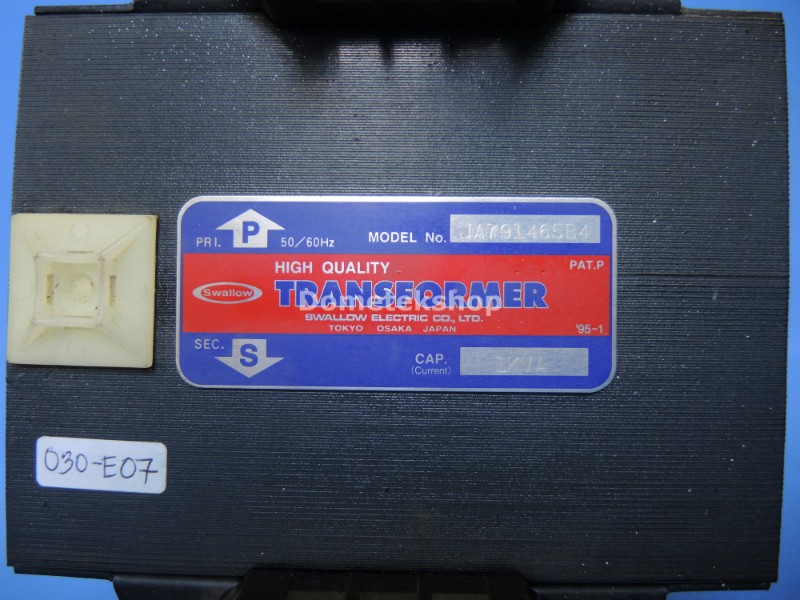 PRI. P 50/60Hz MODEL No. JA79146534
HIGH QUALITY PAT.P
Swallow TRANSFORMER
Dometekshop
SWALLOW ELECTRIC CO., LTD.
TOKYO OSAKA JAPAN '95-1.
SEC. S CAP.
(Current)
030-E07